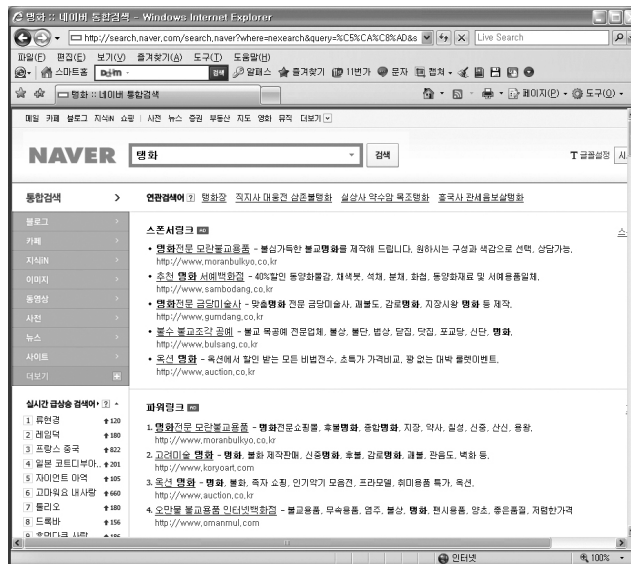 탱화 :: 네이버 통합검색 - Windows Internet Explorer
http://search.naver.com/search.naver?where=nexearch&query=%C5%CA%C8%AD&s
Live Search
파일(F) 편집(E) 보기(V) 즐겨찾기(A) 도구(T) 도움말(H)
스마트홈 검색 알패스 즐겨찾기 11번가 문자 캡쳐
탱화 :: 네이버 통합검색
페이지(P) 도구(O)
메일 카페 블로그 지식iN 쇼핑 사전 뉴스 증권 부동산 지도 영화 뮤직 더보기
NAVER 탱화 검색 T 글꼴설정
통합검색 >
연관검색어 탱화장 직지사 대웅전 삼존불탱화 실상사 약수암 목조탱화 흥국사 관세음보살탱화
블로그
카페
지식iN
이미지
동영상
사전
뉴스
사이트
더보기
스폰서링크 AD
• 탱화전문 모란불교용품 - 불심가득한 불교탱화를 제작해 드립니다, 원하시는 구성과 색감으로 선택, 상담가능,
http://www.moranbulkyo.co.kr
• 추천 탱화 서예백화점 - 40%할인 동양화물감, 채색붓, 석채, 분채, 화첩, 동양화재료 및 서예용품일체,
http://www.sambodang.co.kr
• 탱화전문 금당미술사 - 맞춤탱화 전문 금당미술사, 괘불도, 감로탱화, 지장시왕 탱화 등 제작,
http://www.gumdang.co.kr
• 불수 불교조각 공예 - 불교 목공예 전문업체, 불상, 불단, 법상, 닫집, 닷집, 포교당, 신단, 탱화,
http://www.bulsang.co.kr
• 옥션 탱화 - 옥션에서 할인 받는 모든 비법전수, 초특가 가격비교, 꽝 없는 대박 룰렛이벤트,
http://www.auction.co.kr
파워링크 AD
1. 탱화전문 모란불교용품 - 탱화전문쇼핑몰, 후불탱화, 종합탱화, 지장, 약사, 칠성, 신중, 산신, 용왕,
http://www.moranbulkyo.co.kr
2. 고려미술 탱화 - 탱화, 불화 제작판매, 신중탱화, 후불, 감로탱화, 괘불, 관음도, 벽화 등,
http://www.koryoart.com
3. 옥션 탱화 - 탱화, 불화, 족자 쇼핑, 인기악기 모음전, 프라모델, 취미용품 특가, 옥션,
http://www.auction.co.kr
4. 오만물 불교용품 인터넷백화점 - 불교용품, 무속용품, 염주, 불상, 탱화, 팬시용품, 양초, 좋은품질, 저렴한가격
http://www.omanmul.com
실시간 급상승 검색어
1 류현경 120
2 레임덕 180
3 프랑스 중국 822
4 일본 코트디부아.. 201
5 자이언트 아역 105
6 고마워요 내사랑 660
7 툴리오 180
8 드록바 156
인터넷 100%